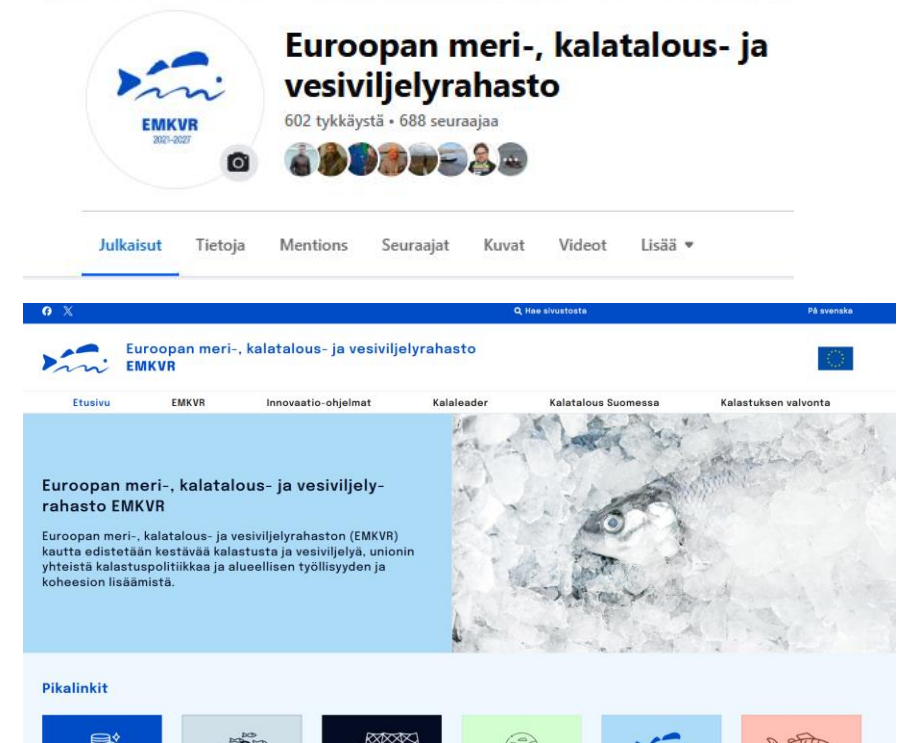 Euroopan meri-, kalatalous- ja
vesiviljelyrahasto
602 tykkäystä • 688 seuraajaa
EMKVR
2021-2027
Julkaisut Tietoja Mentions Seuraajat Kuvat Videot Lisää
Hae sivustosta På svenska
Euroopan meri-, kalatalous- ja vesiviljelyrahasto
EMKVR
Etusivu EMKVR Innovaatio-ohjelmat Kalaleader Kalatalous Suomessa Kalastuksen valvonta
Euroopan meri-, kalatalous- ja vesiviljely-
rahasto EMKVR
Euroopan meri-, kalatalous- ja vesiviljelyrahaston (EMKVR)
kautta edistetään kestävää kalastusta ja vesiviljelyä, unionin
yhteistä kalastuspolitiikkaa ja alueellisen työllisyyden ja
koheesion lisäämistä.
Pikalinkit